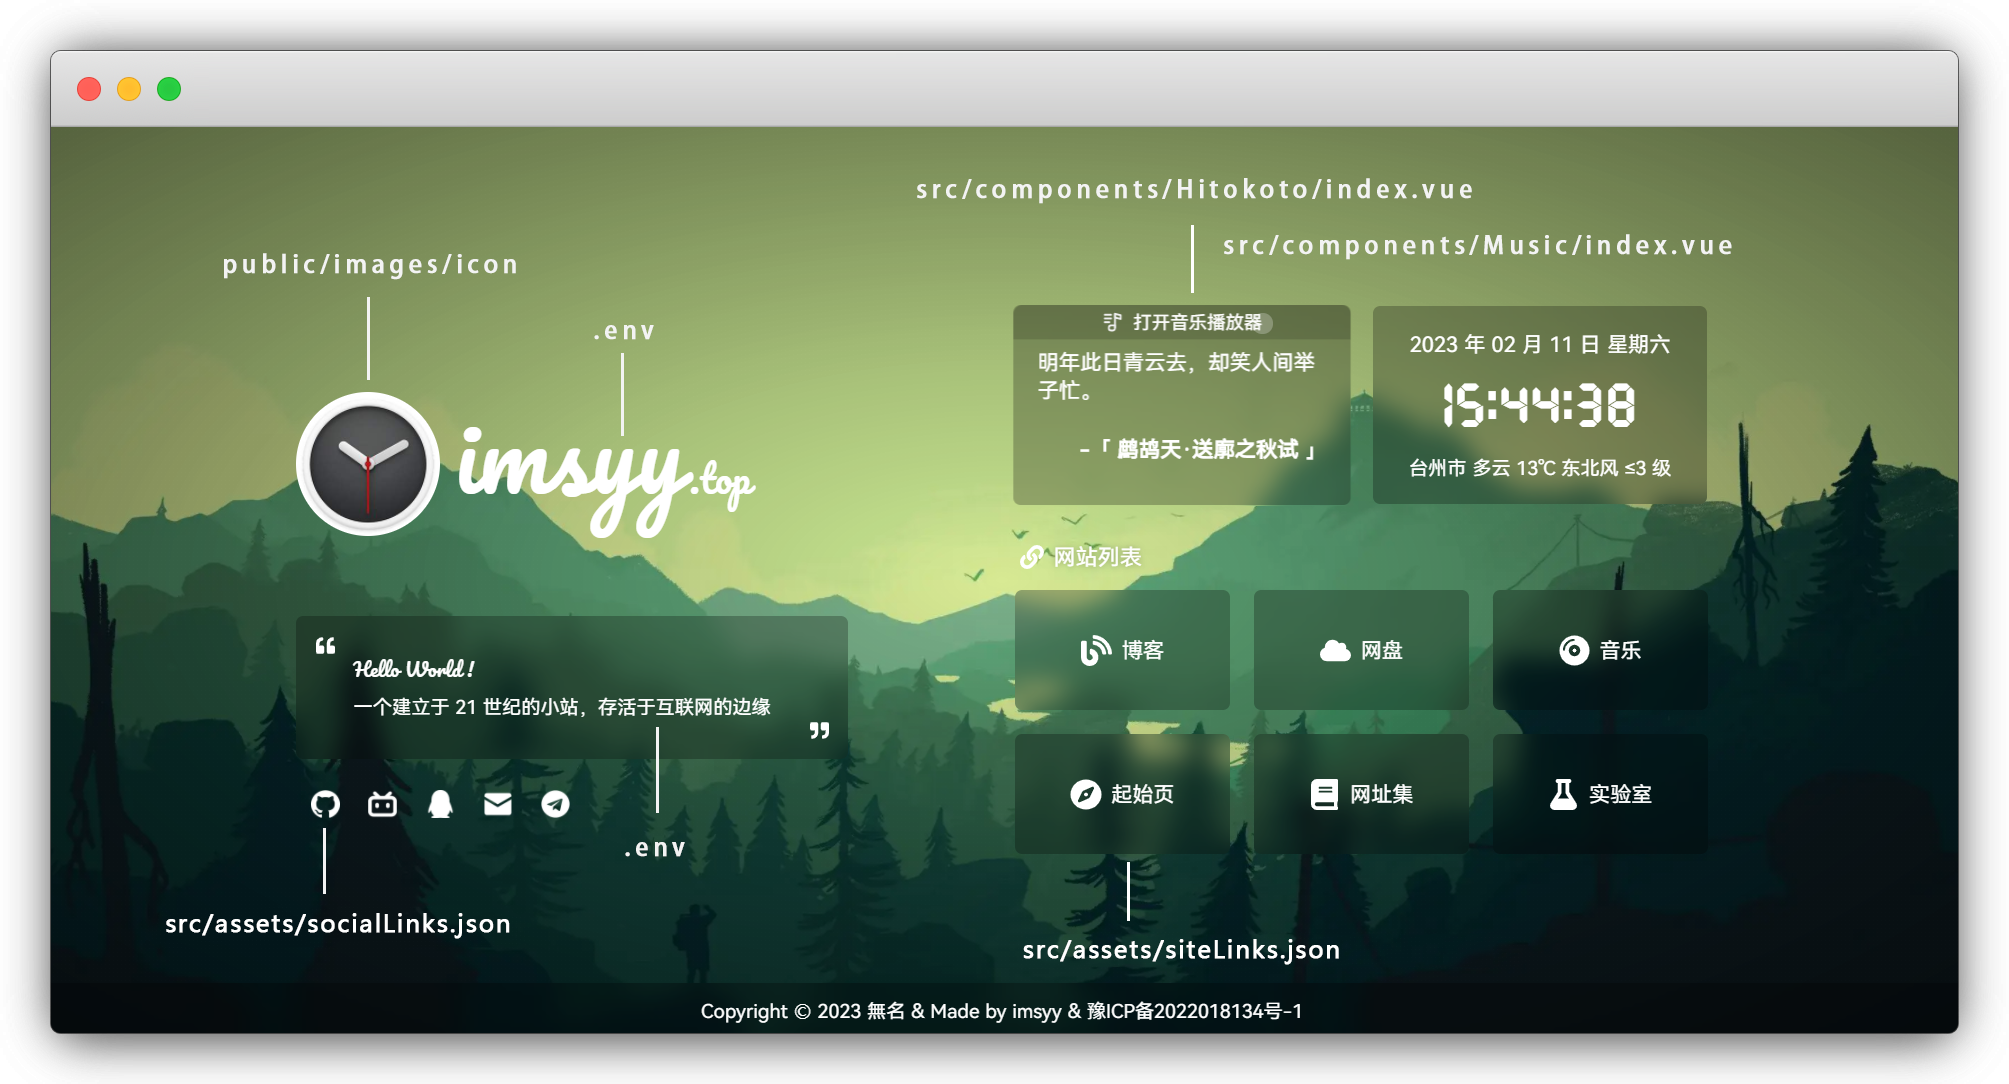 src/components/Hitokoto/index.vue
src/components/Music/index.vue
public/images/icon
.env
imsyy.top
打开音乐播放器
明年此日青云去，却笑人间举
子忙。
-「 鹧鸪天·送廓之秋试 」
2023 年 02 月 11 日 星期六
15:44:38
台州市 多云 13℃ 东北风 ≤3 级
网站列表
博客
网盘
音乐
起始页
网址集
实验室
Hello World !
一个建立于 21 世纪的小站，存活于互联网的边缘
.env
src/assets/socialLinks.json
src/assets/siteLinks.json
Copyright © 2023 無名 & Made by imsyy & 豫ICP备2022018134号-1